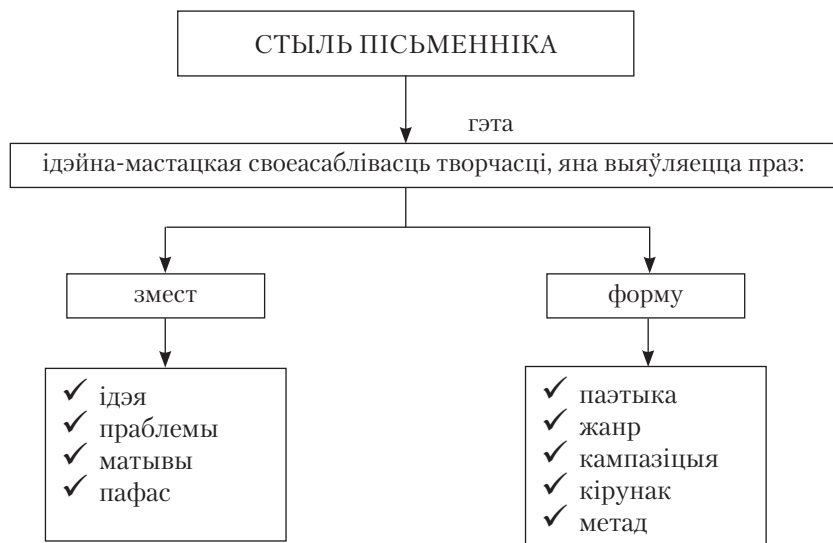 СТЫЛЬ ПІСЬМЕННІКА
гэта
ідэйна-мастацкая своеасаблівасць творчасці, яна выяўляецца праз:
змест
форму
ідэя
праблемы
матывы
пафас
паэтыка
жанр
кампазіцыя
кірунак
метад